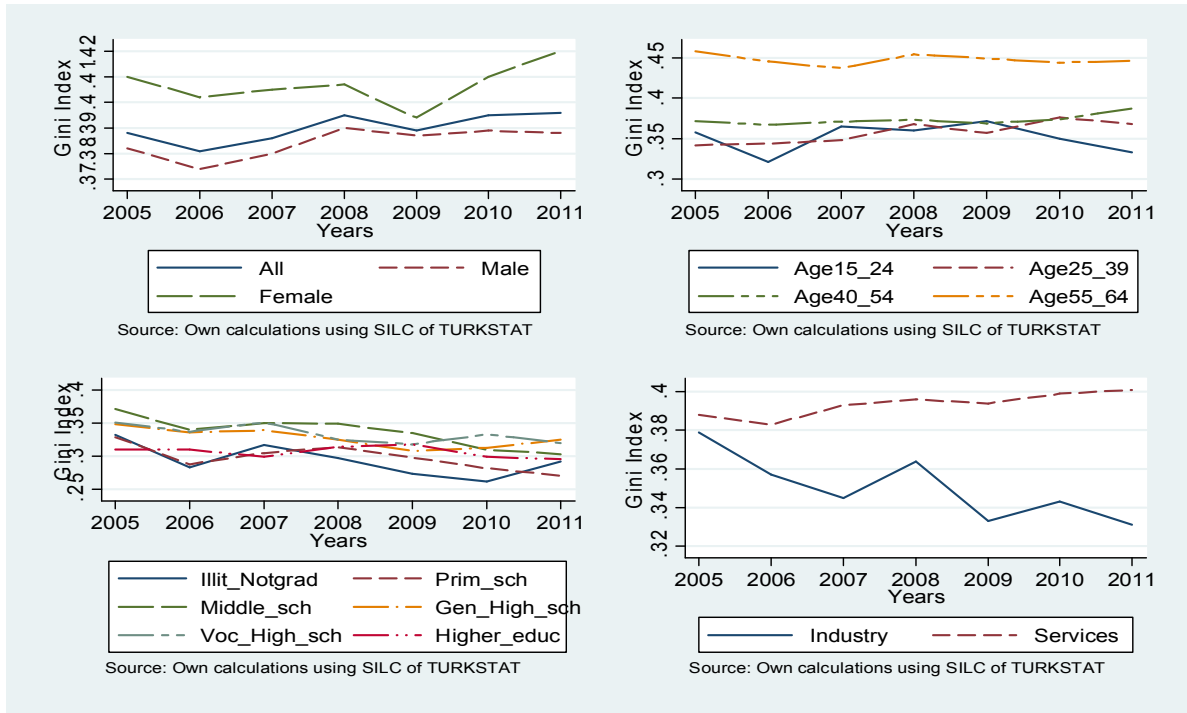 Gini Index
.37.38.39.4.41.42
2005 2006 2007 2008 2009 2010 2011
Years
All Male
Female
Source: Own calculations using SILC of TURKSTAT
Gini Index
.3 .35 .4 .45
2005 2006 2007 2008 2009 2010 2011
Years
Age15_24 Age25_39
Age40_54 Age55_64
Source: Own calculations using SILC of TURKSTAT
Gini Index
.25 .3 .35 .4
2005 2006 2007 2008 2009 2010 2011
Years
Illit_Notgrad Prim_sch
Middle_sch Gen_High_sch
Voc_High_sch Higher_educ
Source: Own calculations using SILC of TURKSTAT
Gini Index
.32 .34 .36 .38 .4
2005 2006 2007 2008 2009 2010 2011
Years
Industry Services
Source: Own calculations using SILC of TURKSTAT